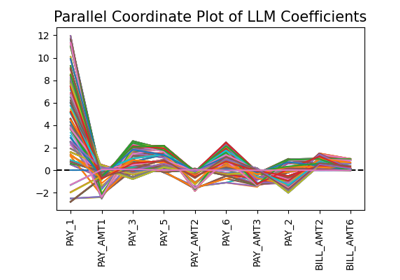 Parallel Coordinate Plot of LLM Coefficients
12
10
8
6
4
2
0
−2
PAY_1
PAY_AMT1
PAY_3
PAY_5
PAY_AMT2
PAY_6
PAY_AMT3
PAY_2
BILL_AMT2
BILL_AMT6